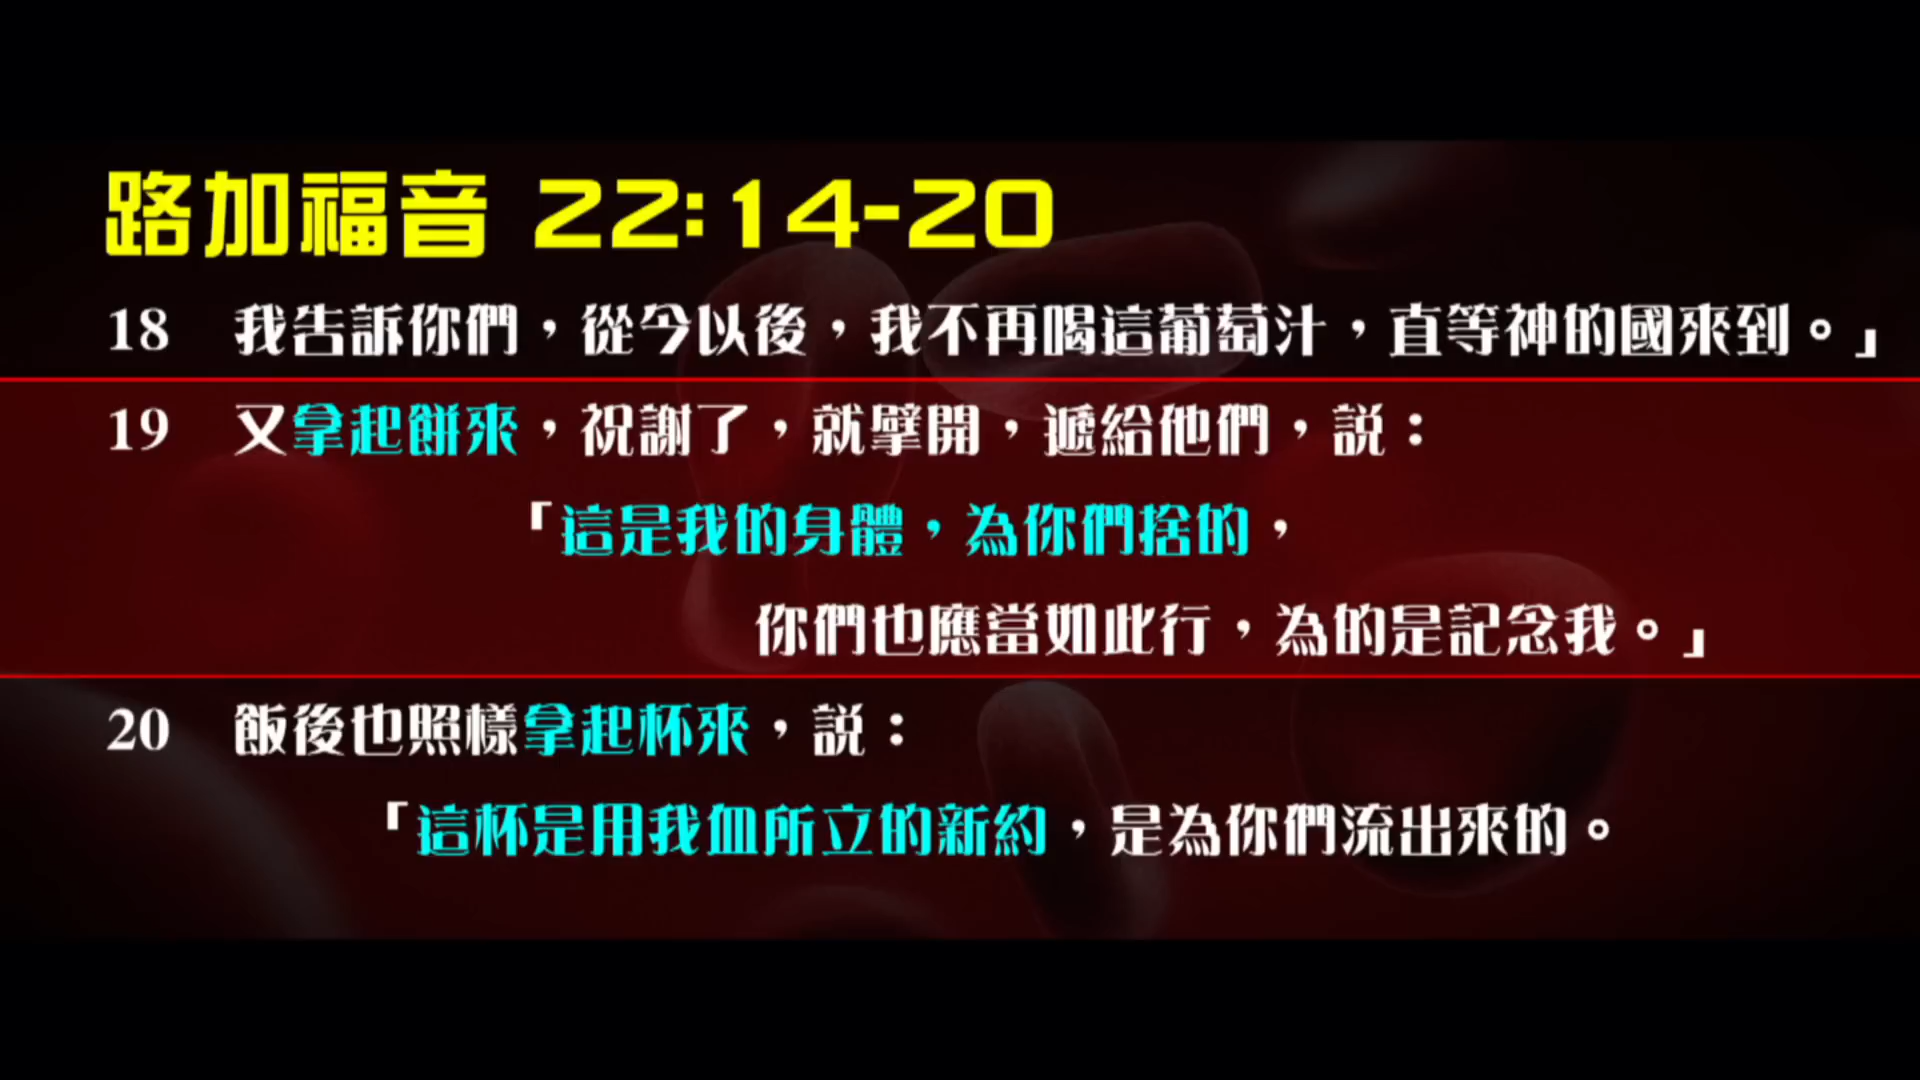 路加福音 22:14-20
18 我告訴你們，從今以後，我不再喝這葡萄汁，直等神的國來到。」
19 又拿起餅來，祝謝了，就擘開，遞給他們，説：
「這是我的身體，為你們捨的，
你們也應當如此行，為的是記念我。」
20 飯後也照樣拿起杯來，説：
「這杯是用我血所立的新約，是為你們流出來的。